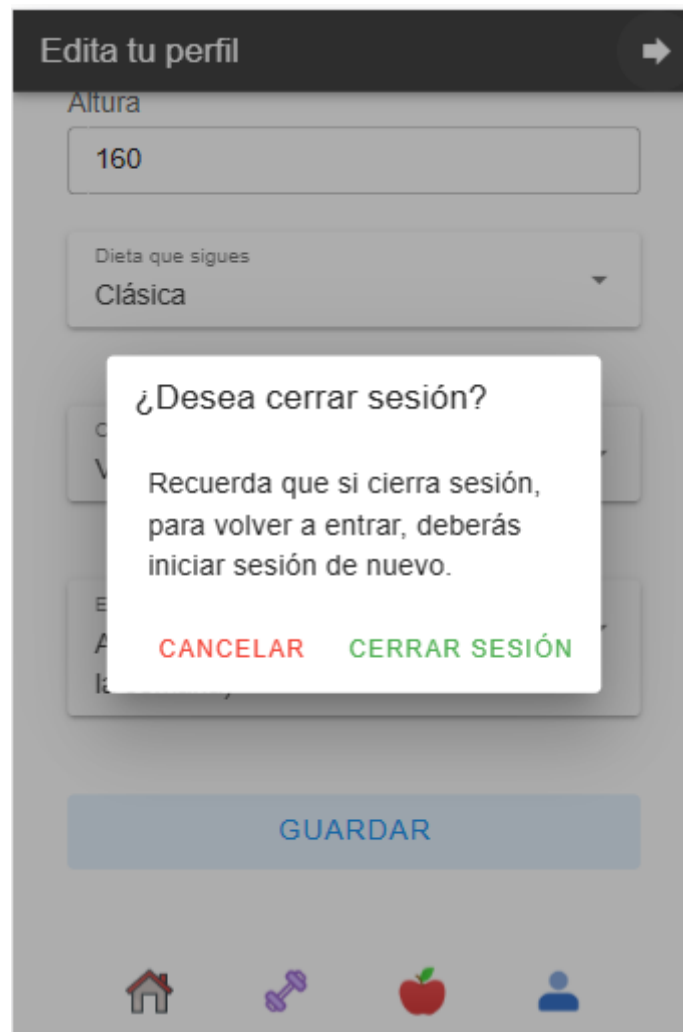 Edita tu perfil
Altura
160
Dieta que sigues
Clásica
¿Desea cerrar sesión?
Recuerda que si cierra sesión,
para volver a entrar, deberás
iniciar sesión de nuevo.
CANCELAR CERRAR SESIÓN
GUARDAR